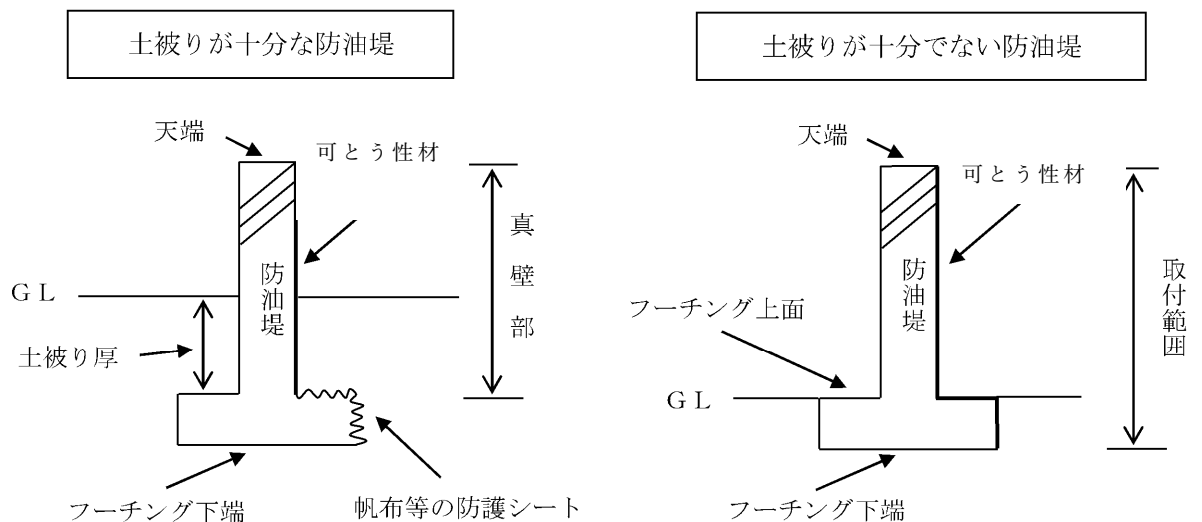 土被りが十分な防油堤
天端
可とう性材
真壁部
防油堤
ＧＬ
土被り厚
フーチング下端
帆布等の防護シート
土被りが十分でない防油堤
天端
可とう性材
取付範囲
防油堤
フーチング上面
ＧＬ
フーチング下端